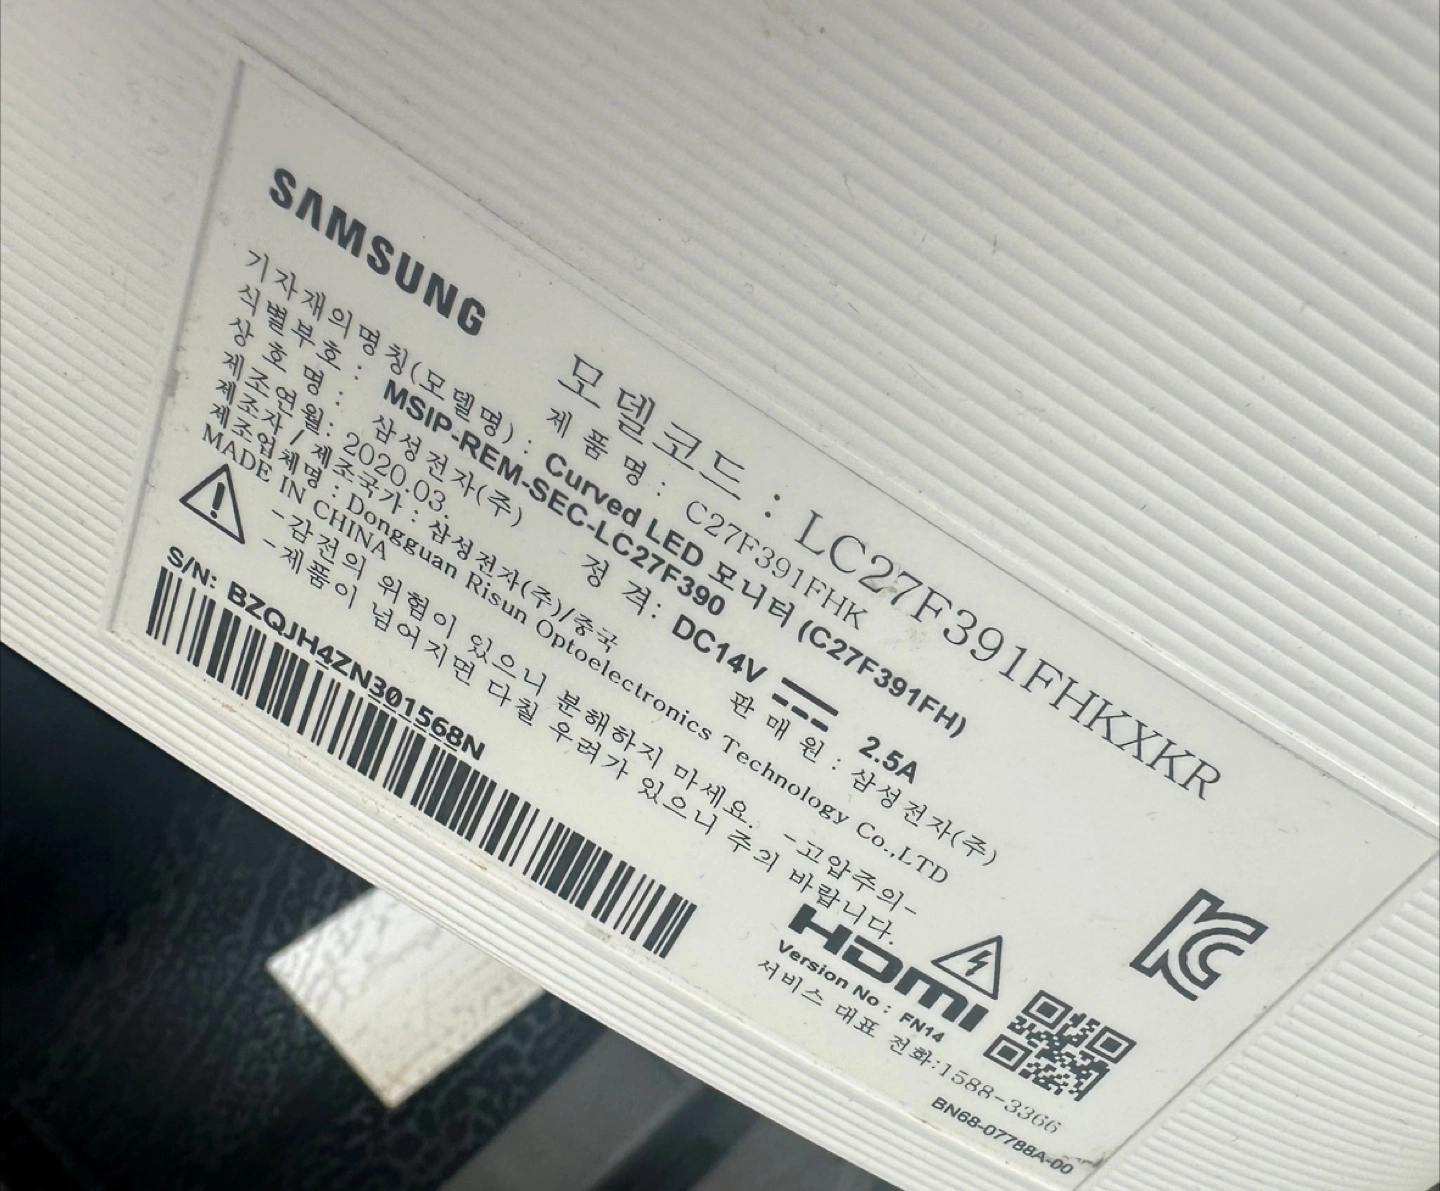 SAMSUNG
모델코드 : LC27F391FHKXKR
제 품 명 : C27F391FHK
기자재의명칭(모델명) : Curved LED 모니터 (C27F391FH)
식별부호 : MSIP-REM-SEC-LC27F390
상 호 명 : 삼성전자(주) 정 격: DC14V 2.5A
제조연월: 2020.03. 판 매 원 : 삼성전자(주)
제조자/제조국가 : 삼성전자(주)/중국
제조업체명 : Dongguan Risun Optoelectronics Technology Co.,LTD
MADE IN CHINA
-감전의 위험이 있으니 분해하지 마세요. -고압주의-
-제품이 넘어지면 다칠 우려가 있으니 주의 바랍니다.
S/N: BZQJH4ZN301568N
HDMI
Version No : FN14
서비스 대표 전화:1588-3366
BN68-07788A-00